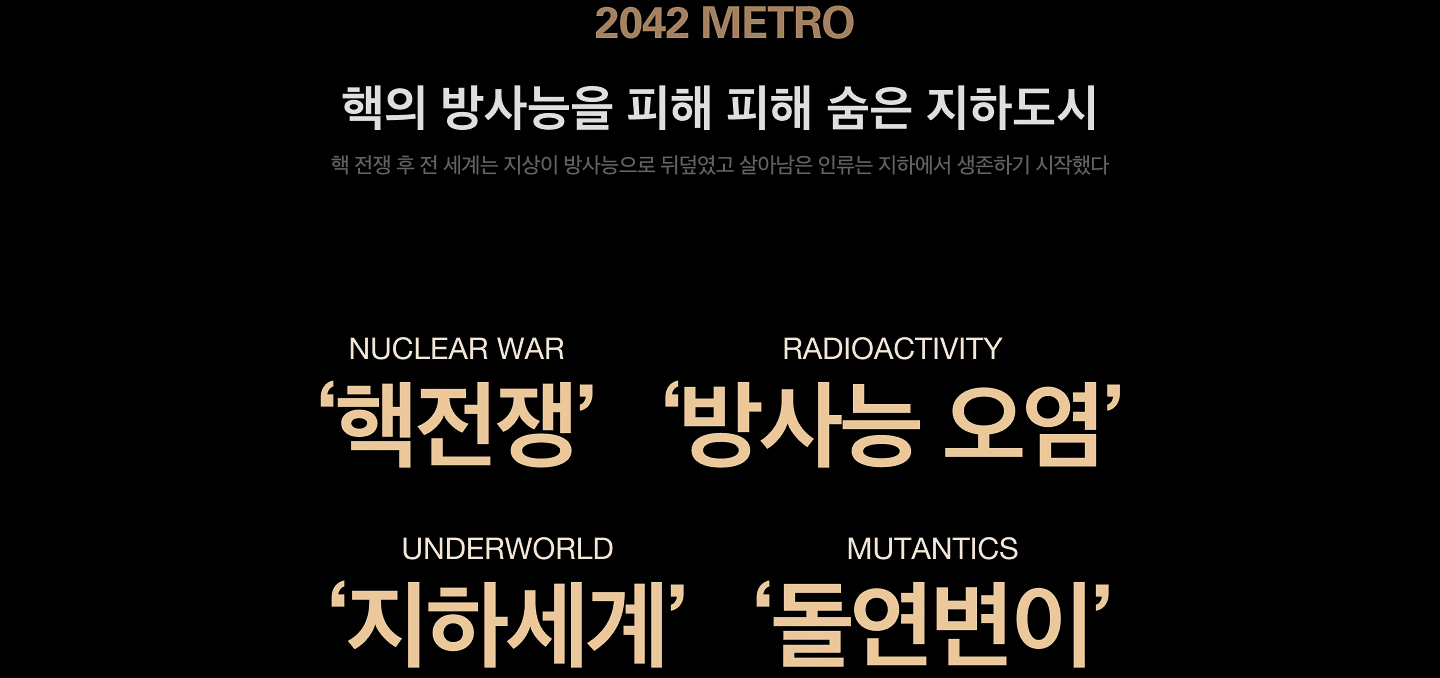 2042 METRO
핵의 방사능을 피해 피해 숨은 지하도시
핵 전쟁 후 전 세계는 지상이 방사능으로 뒤덮였고 살아남은 인류는 지하에서 생존하기 시작했다
NUCLEAR WAR RADIOACTIVITY
‘핵전쟁’ ‘방사능 오염’
UNDERWORLD MUTANTICS
‘지하세계’ ‘돌연변이’